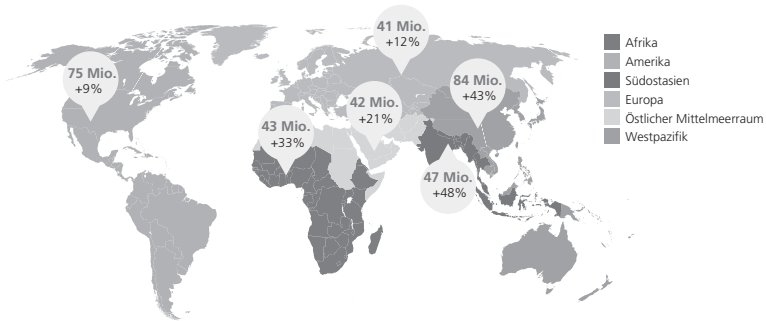 41 Mio.
+12%
75 Mio.
+9%
84 Mio.
+43%
42 Mio.
+21%
43 Mio.
+33%
47 Mio.
+48%
Afrika
Amerika
Südostasien
Europa
Östlicher Mittelmeerraum
Westpazifik